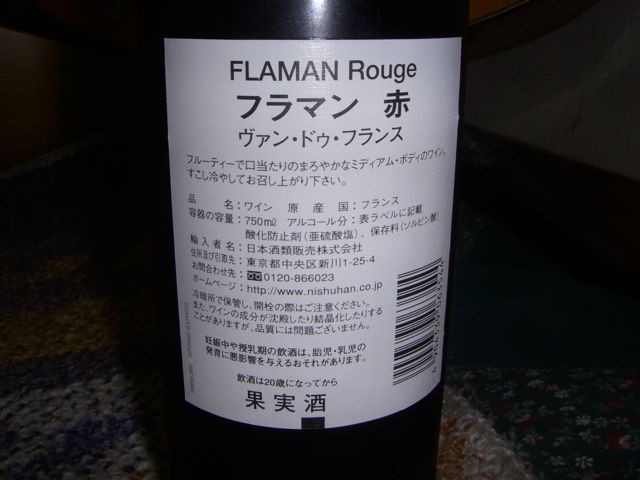 FLAMAN Rouge
フラマン 赤
ヴァン・ドゥ・フランス
フルーティーで口当たりのまろやかなミディアム・ボディのワイン。
すこし冷やしてお召し上がり下さい。
品 名：ワイン 原 産 国：フランス
容器の容量：750㎖ アルコール分：表ラベルに記載
酸化防止剤（亜硫酸塩）、保存料（ソルビン酸）
輸 入 者 名：日本酒類販売株式会社
住所及び引取先：東京都中央区新川1-25-4
お問合わせ先：0120-866023
ホームページ：http://www.nishuhan.co.jp
冷暗所で保管し、開栓の際はご注意ください。
また、ワインの成分が沈殿したり結晶化したりする
ことがありますが、品質には問題ございません。
妊娠中や授乳期の飲酒は、胎児・乳児の
発育に悪影響を与えるおそれがあります。
飲酒は20歳になってから
果実酒